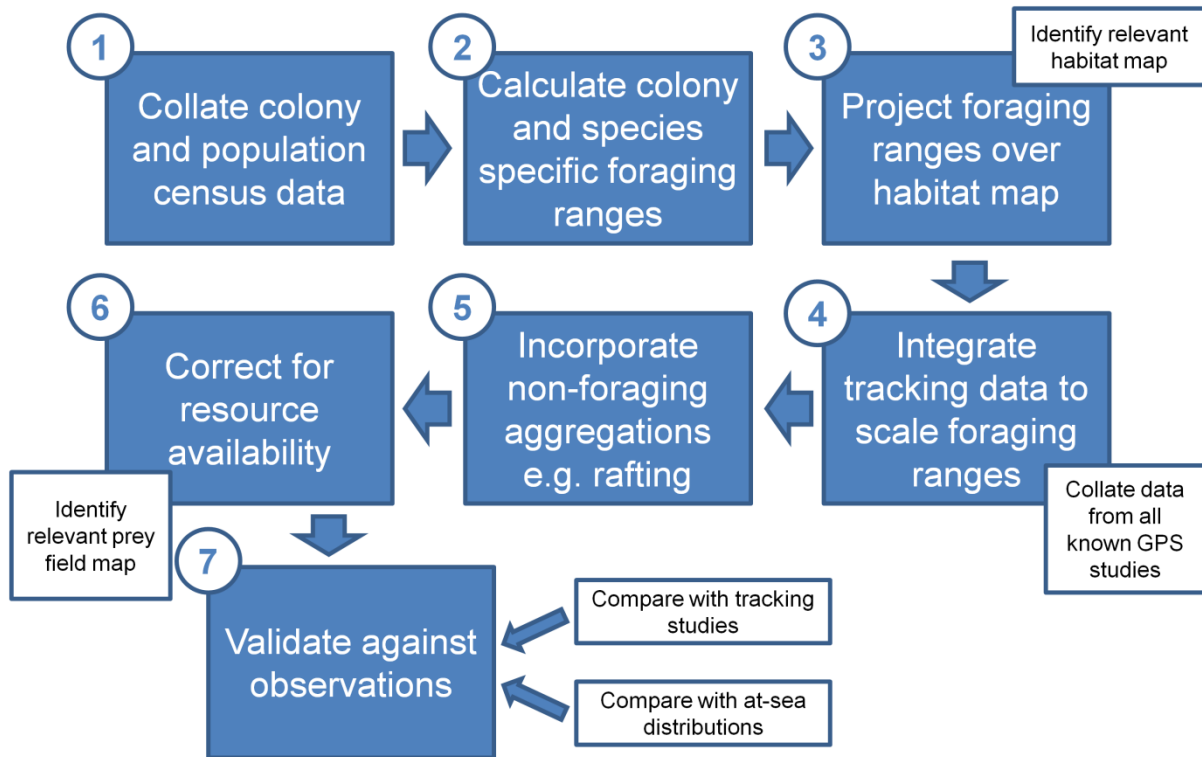 1
Collate colony
and population
census data
2
Calculate colony
and species
specific foraging
ranges
3
Identify relevant
habitat map
Project foraging
ranges over
habitat map
4
Integrate
tracking data to
scale foraging
ranges
Collate data
from all
known GPS
studies
5
Incorporate
non-foraging
aggregations
e.g. rafting
6
Correct for
resource
availability
Identify
relevant prey
field map
7
Validate against
observations
Compare with tracking
studies
Compare with at-sea
distributions